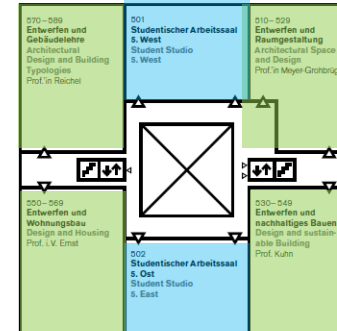 570–589
Entwerfen und
Gebäudelehre
Architectural
Design and Building
Typologies
Prof.'in Reichel
501
Studentischer Arbeitssaal
5. West
Student Studio
5. West
510–529
Entwerfen und
Raumgestaltung
Architectural Space
and Design
Prof.'in Meyer-Grohbrüg
550–569
Entwerfen und
Wohnungsbau
Design and Housing
Prof. i.V. Ernst
502
Studentischer Arbeitssaal
5. Ost
Student Studio
5. East
530–549
Entwerfen und
nachhaltiges Bauen
Design and sustain-
able Building
Prof. Kuhn